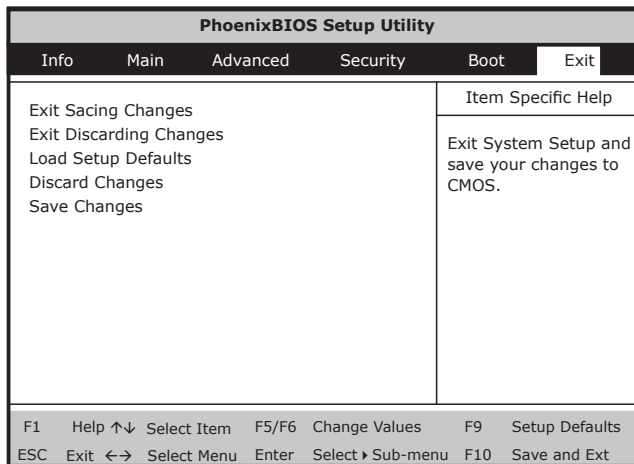 PhoenixBIOS Setup Utility
Info Main Advanced Security Boot Exit
Exit Sacing Changes
Exit Discarding Changes
Load Setup Defaults
Discard Changes
Save Changes
Item Specific Help
Exit System Setup and
save your changes to
CMOS.
F1 Help ↑↓ Select Item F5/F6 Change Values F9 Setup Defaults
ESC Exit ←→ Select Menu Enter Select ▸ Sub-menu F10 Save and Ext